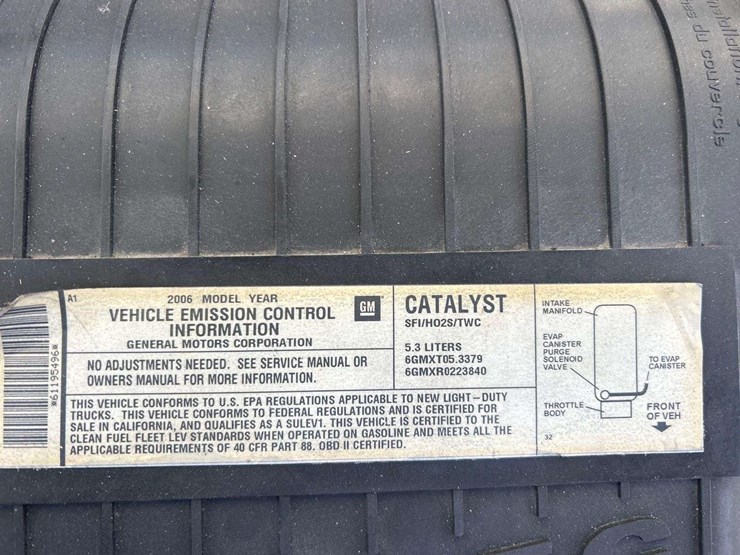 es du couvercle
A1
*61195496*
2006 MODEL YEAR
VEHICLE EMISSION CONTROL
INFORMATION
GENERAL MOTORS CORPORATION
GM
NO ADJUSTMENTS NEEDED. SEE SERVICE MANUAL OR
OWNERS MANUAL FOR MORE INFORMATION.
CATALYST
SFI/HO2S/TWC
5.3 LITERS
6GMXT05.3379
6GMXR0223840
THIS VEHICLE CONFORMS TO U.S. EPA REGULATIONS APPLICABLE TO NEW LIGHT-DUTY
TRUCKS. THIS VEHICLE CONFORMS TO FEDERAL REGULATIONS AND IS CERTIFIED FOR
SALE IN CALIFORNIA, AND QUALIFIES AS A SULEV1. THIS VEHICLE IS CERTIFIED TO THE
CLEAN FUEL FLEET LEV STANDARDS WHEN OPERATED ON GASOLINE AND MEETS ALL THE
APPLICABLE REQUIREMENTS OF 40 CFR PART 88. OBD II CERTIFIED.
INTAKE
MANIFOLD
EVAP
CANISTER
PURGE
SOLENOID
VALVE
TO EVAP
CANISTER
THROTTLE
BODY
FRONT
OF VEH
32